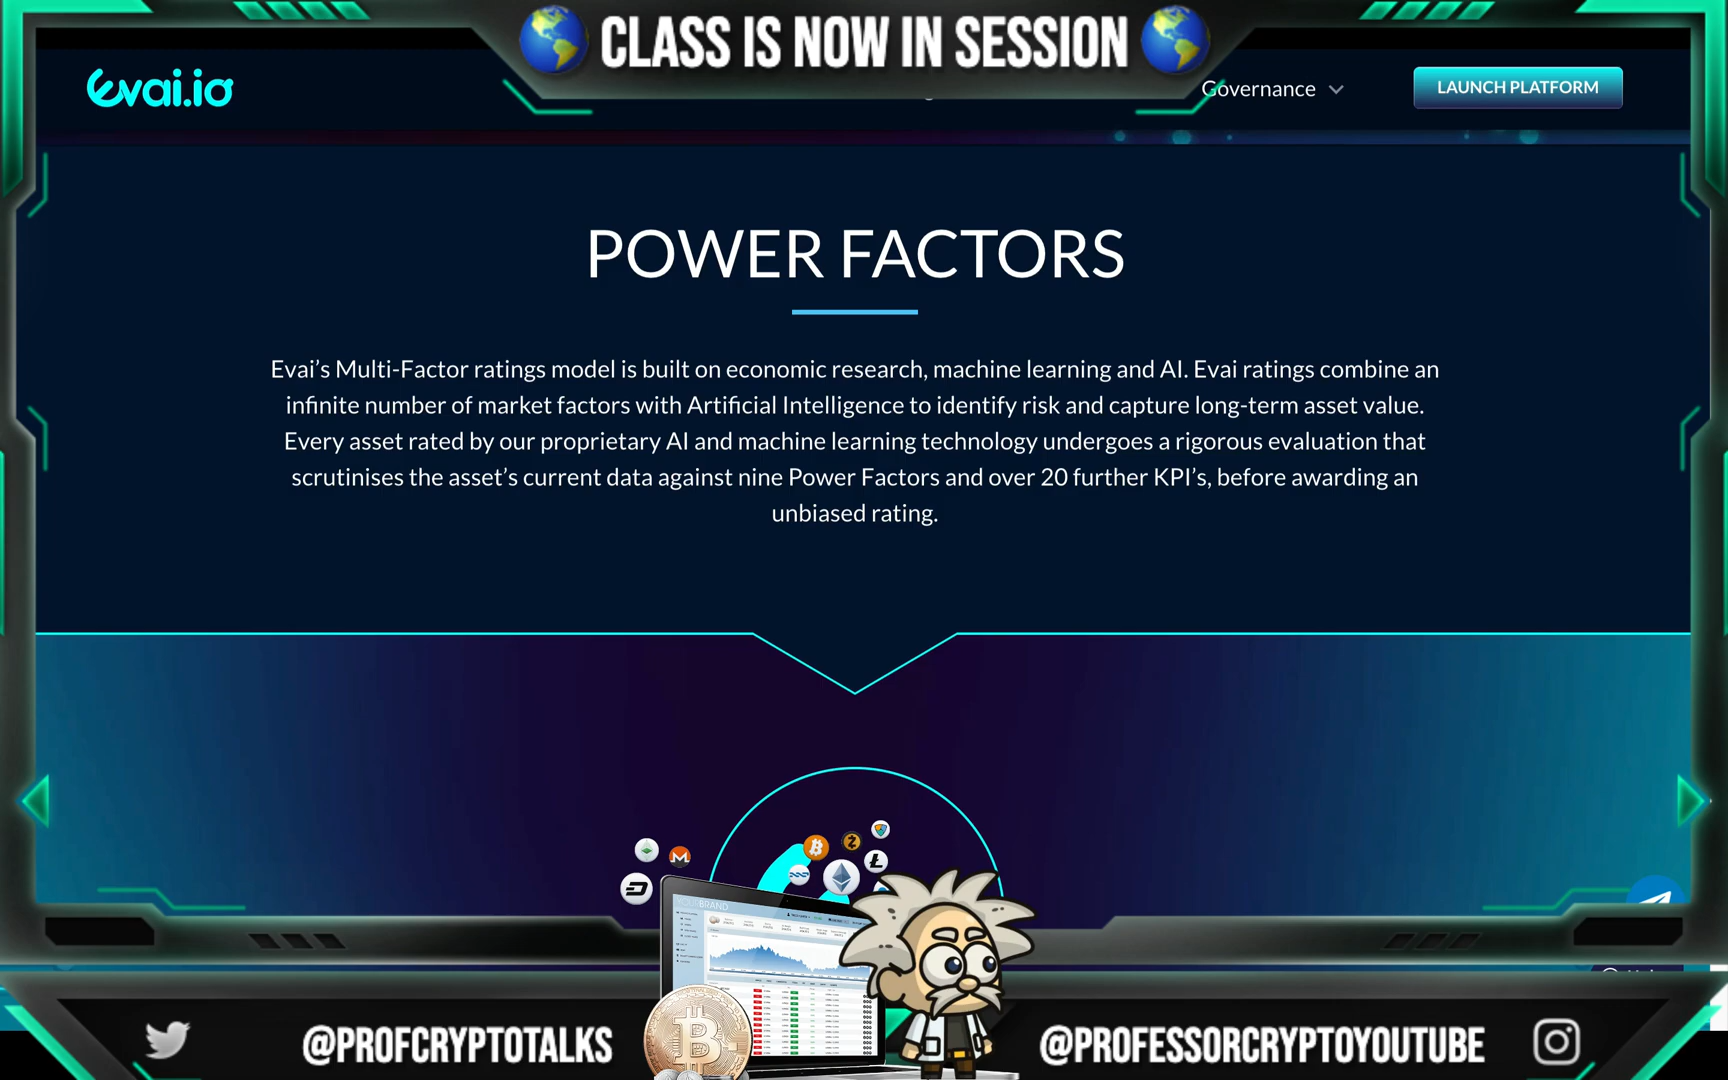 CLASS IS NOW IN SESSION
Evai.io
Governance
LAUNCH PLATFORM
POWER FACTORS
Evai’s Multi-Factor ratings model is built on economic research, machine learning and AI. Evai ratings combine an
infinite number of market factors with Artificial Intelligence to identify risk and capture long-term asset value.
Every asset rated by our proprietary AI and machine learning technology undergoes a rigorous evaluation that
scrutinises the asset’s current data against nine Power Factors and over 20 further KPI’s, before awarding an
unbiased rating.
YOURBRAND
@PROFCRYPTOTALKS
@PROFESSORCRYPTOYOUTUBE